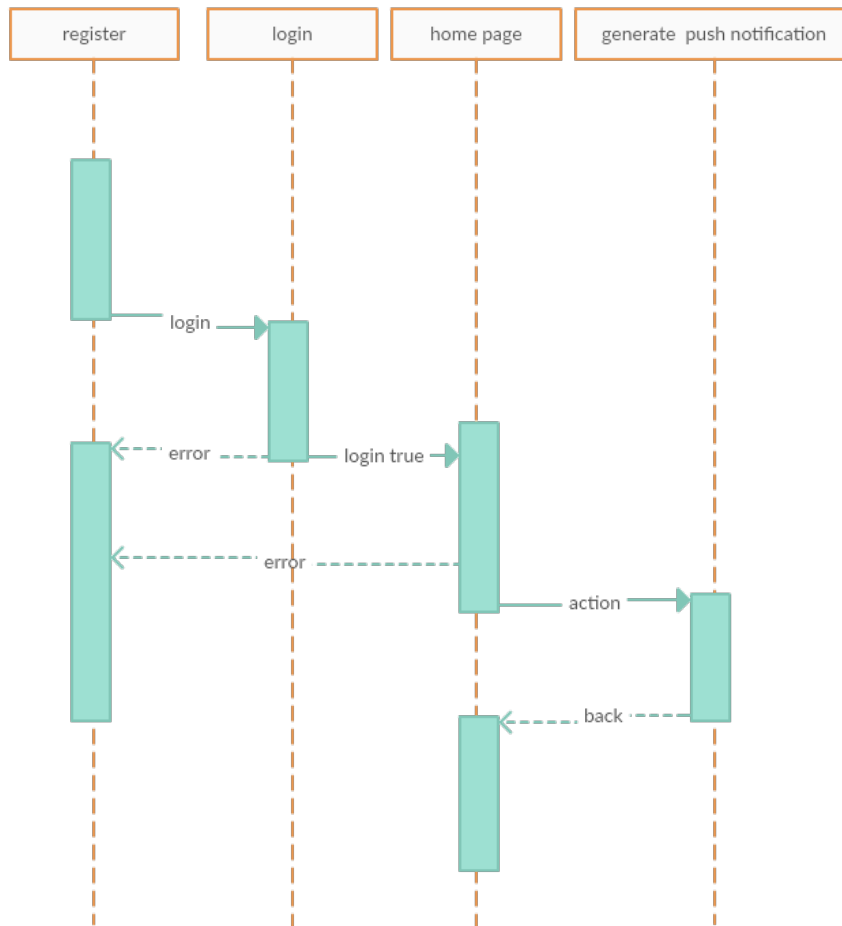 register
login
home page
generate  push notification
login
error
login true
error
action
back